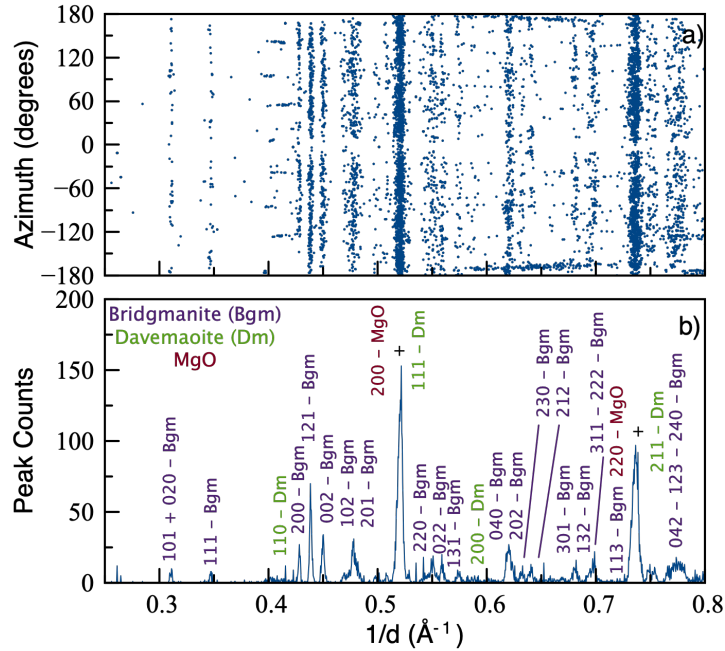 180
120
60
0
−60
−120
−180
Azimuth (degrees)
a)
200
150
100
50
0
Peak Counts
b)
Bridgmanite (Bgm)
Davemaoite (Dm)
MgO
101 + 020 – Bgm
111 – Bgm
110 – Dm
200 – Bgm
121 – Bgm
002 – Bgm
102 – Bgm
201 – Bgm
200 – MgO
+
111 – Dm
220 – Bgm
022 – Bgm
131 – Bgm
200 – Dm
040 – Bgm
202 – Bgm
230 – Bgm
212 – Bgm
301 – Bgm
132 – Bgm
311 – 222 – Bgm
113 – Bgm
220 – MgO
+
211 – Dm
042 – 123 – 240 – Bgm
0.3 0.4 0.5 0.6 0.7 0.8
1/d (Å⁻¹)